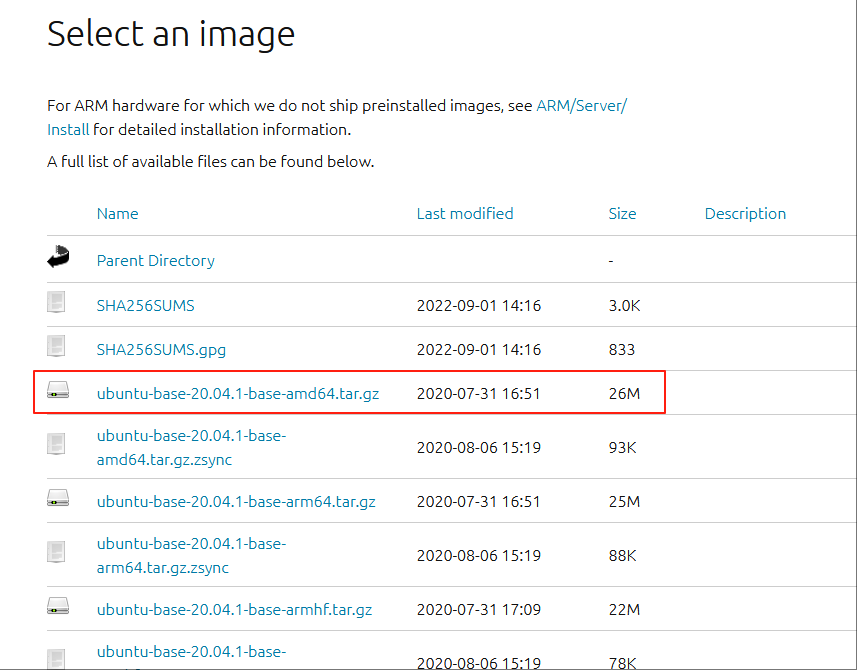 Select an image
For ARM hardware for which we do not ship preinstalled images, see ARM/Server/
Install for detailed installation information.
A full list of available files can be found below.
Name Last modified Size Description
Parent Directory -
SHA256SUMS 2022-09-01 14:16 3.0K
SHA256SUMS.gpg 2022-09-01 14:16 833
ubuntu-base-20.04.1-base-amd64.tar.gz 2020-07-31 16:51 26M
ubuntu-base-20.04.1-base-
amd64.tar.gz.zsync 2020-08-06 15:19 93K
ubuntu-base-20.04.1-base-arm64.tar.gz 2020-07-31 16:51 25M
ubuntu-base-20.04.1-base-
arm64.tar.gz.zsync 2020-08-06 15:19 88K
ubuntu-base-20.04.1-base-armhf.tar.gz 2020-07-31 17:09 22M
ubuntu-base-20.04.1-base-
2020-08-06 15:19 78K